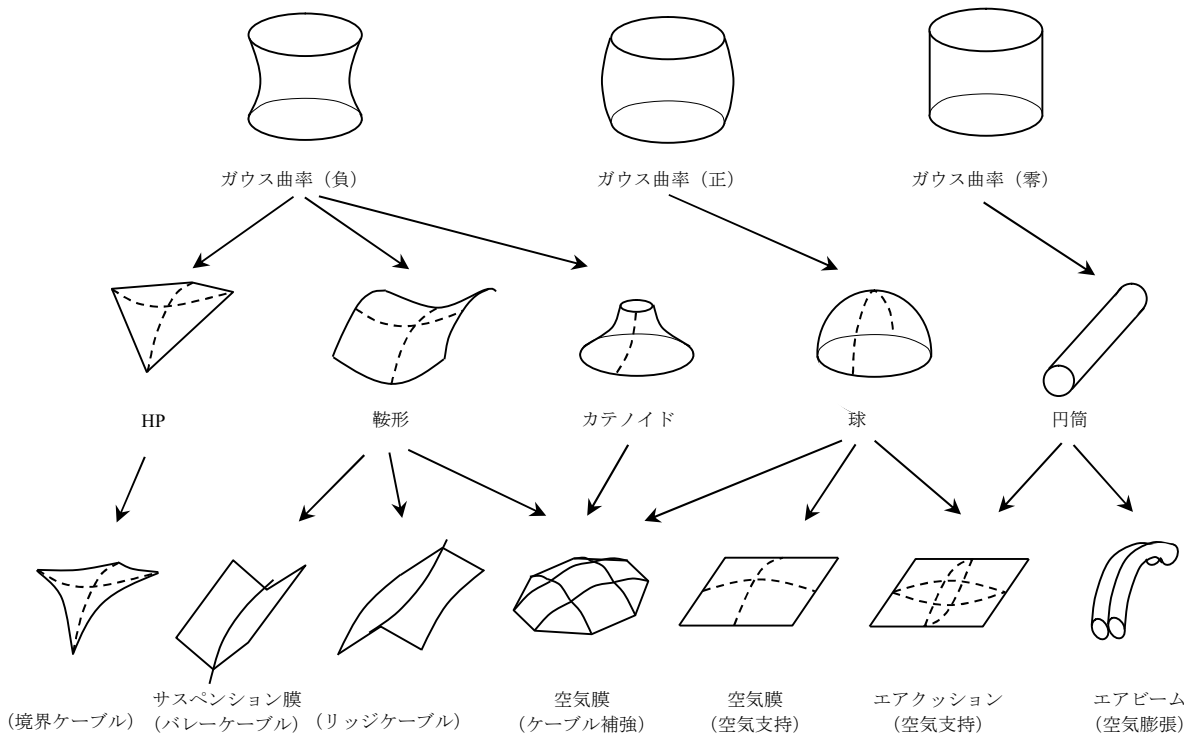 ガウス曲率（負）
ガウス曲率（正）
ガウス曲率（零）
HP
鞍形
カテノイド
球
円筒
（境界ケーブル）
サスペンション膜
（バレーケーブル）
（リッジケーブル）
空気膜
（ケーブル補強）
空気膜
（空気支持）
エアクッション
（空気支持）
エアビーム
（空気膨張）